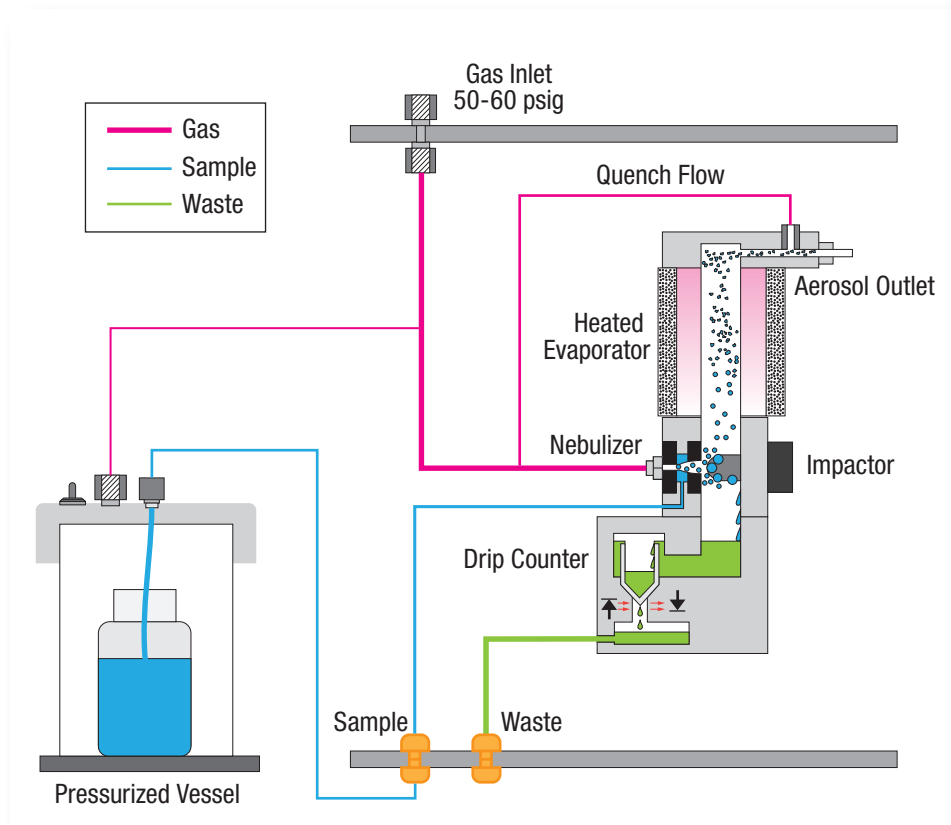 Gas Inlet
50-60 psig
Gas
Sample
Waste
Quench Flow
Aerosol Outlet
Heated
Evaporator
Nebulizer
Impactor
Drip Counter
Sample
Waste
Pressurized Vessel